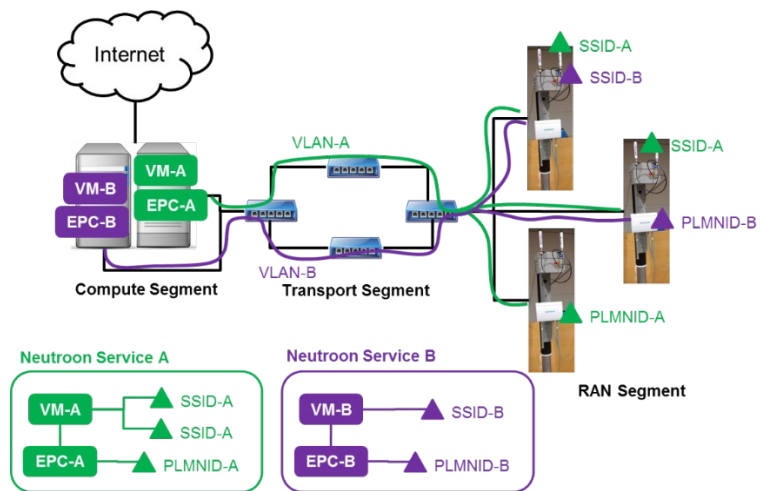 Internet
SSID-A
SSID-B
VLAN-A
SSID-A
VM-A
VM-B
EPC-A
EPC-B
PLMNID-B
VLAN-B
Compute Segment
Transport Segment
PLMNID-A
Neutroon Service A
Neutroon Service B
RAN Segment
VM-A
SSID-A
SSID-A
EPC-A
PLMNID-A
VM-B
SSID-B
EPC-B
PLMNID-B